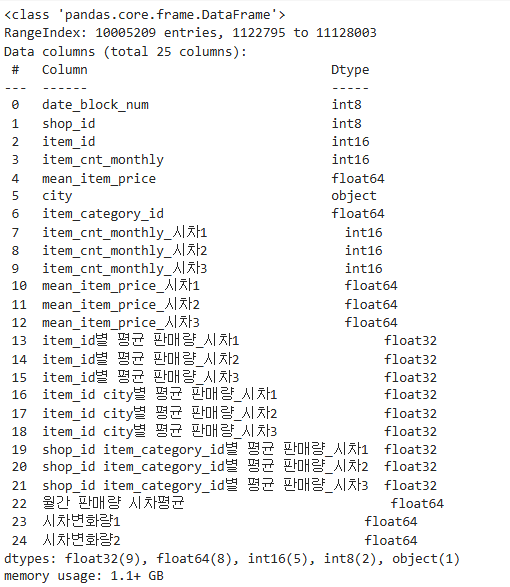 <class 'pandas.core.frame.DataFrame'>
RangeIndex: 10005209 entries, 1122795 to 11128003
Data columns (total 25 columns):
 #   Column                               Dtype
---  ------                               -----
 0   date_block_num                       int8
 1   shop_id                              int8
 2   item_id                              int16
 3   item_cnt_monthly                     int16
 4   mean_item_price                      float64
 5   city                                 object
 6   item_category_id                     float64
 7   item_cnt_monthly_시차1                 int16
 8   item_cnt_monthly_시차2                 int16
 9   item_cnt_monthly_시차3                 int16
 10  mean_item_price_시차1                  float64
 11  mean_item_price_시차2                  float64
 12  mean_item_price_시차3                  float64
 13  item_id별 평균 판매량_시차1                  float32
 14  item_id별 평균 판매량_시차2                  float32
 15  item_id별 평균 판매량_시차3                  float32
 16  item_id city별 평균 판매량_시차1             float32
 17  item_id city별 평균 판매량_시차2             float32
 18  item_id city별 평균 판매량_시차3             float32
 19  shop_id item_category_id별 평균 판매량_시차1  float32
 20  shop_id item_category_id별 평균 판매량_시차2  float32
 21  shop_id item_category_id별 평균 판매량_시차3  float32
 22  월간 판매량 시차평균                          float64
 23  시차변화량1                               float64
 24  시차변화량2                               float64
dtypes: float32(9), float64(8), int16(5), int8(2), object(1)
memory usage: 1.1+ GB